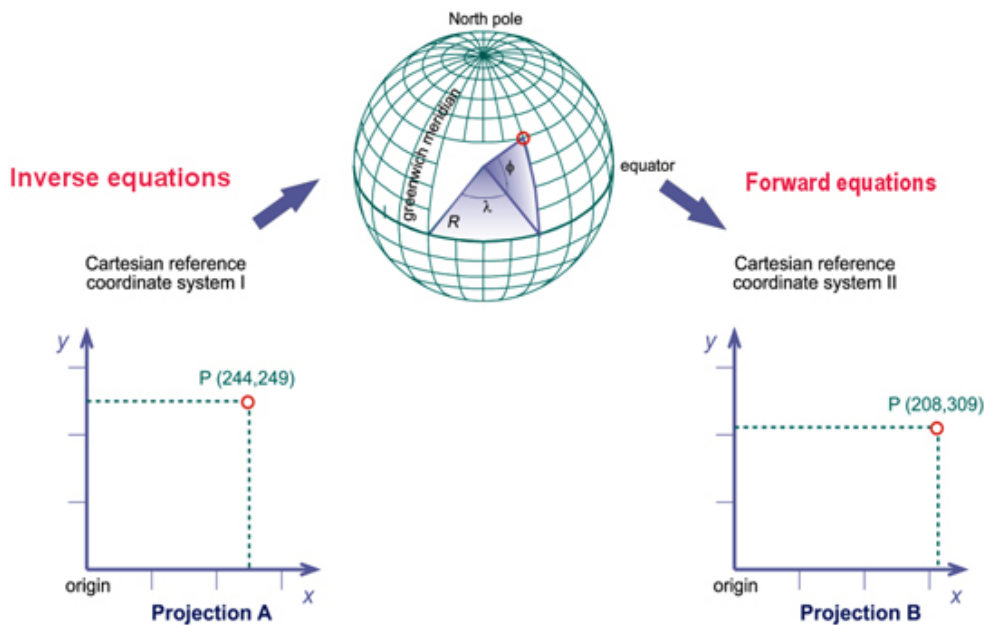 North pole
greenwich meridian
ϕ
equator
λ
R
Inverse equations
Forward equations
Cartesian reference
coordinate system I
Cartesian reference
coordinate system II
y
P (244,249)
origin
x
Projection A
y
P (208,309)
origin
x
Projection B